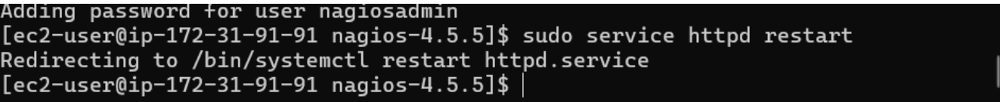 Adding password for user nagiosadmin
[ec2-user@ip-172-31-91-91 nagios-4.5.5]$ sudo service httpd restart
Redirecting to /bin/systemctl restart httpd.service
[ec2-user@ip-172-31-91-91 nagios-4.5.5]$